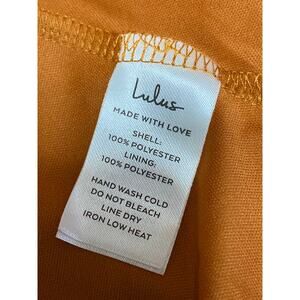 Lulus
MADE WITH LOVE
SHELL:
100% POLYESTER
LINING:
100% POLYESTER
HAND WASH COLD
DO NOT BLEACH
LINE DRY
IRON LOW HEAT